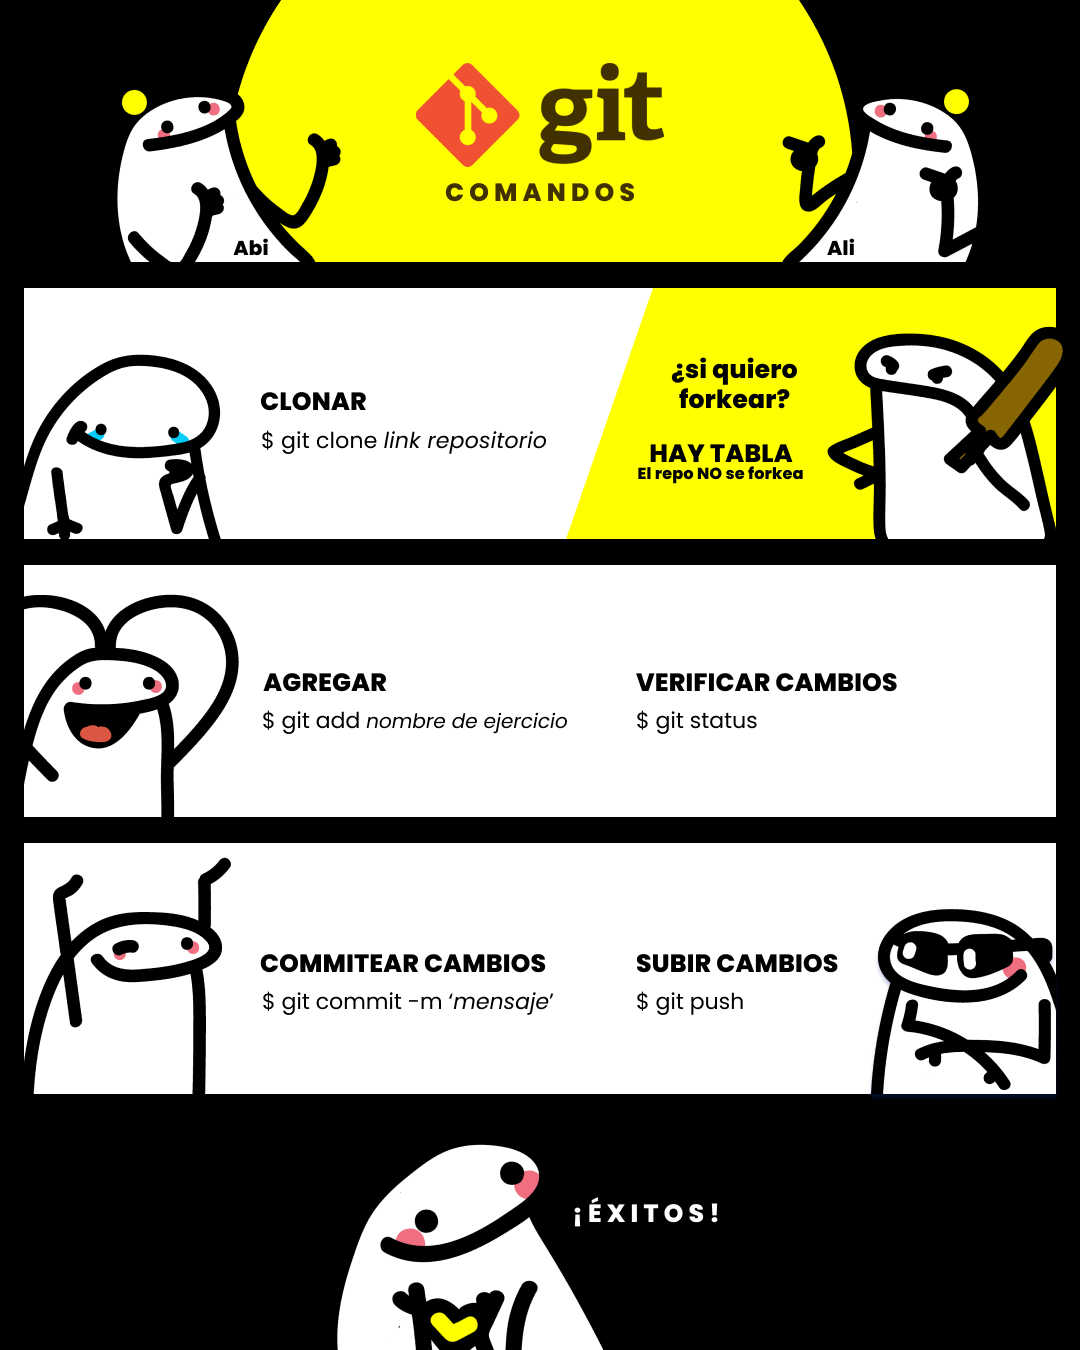 git
COMANDOS
Abi
Ali
CLONAR
$ git clone link repositorio
¿si quiero
forkear?
HAY TABLA
El repo NO se forkea
AGREGAR
$ git add nombre de ejercicio
VERIFICAR CAMBIOS
$ git status
COMMITEAR CAMBIOS
$ git commit -m ‘mensaje’
SUBIR CAMBIOS
$ git push
¡ÉXITOS!